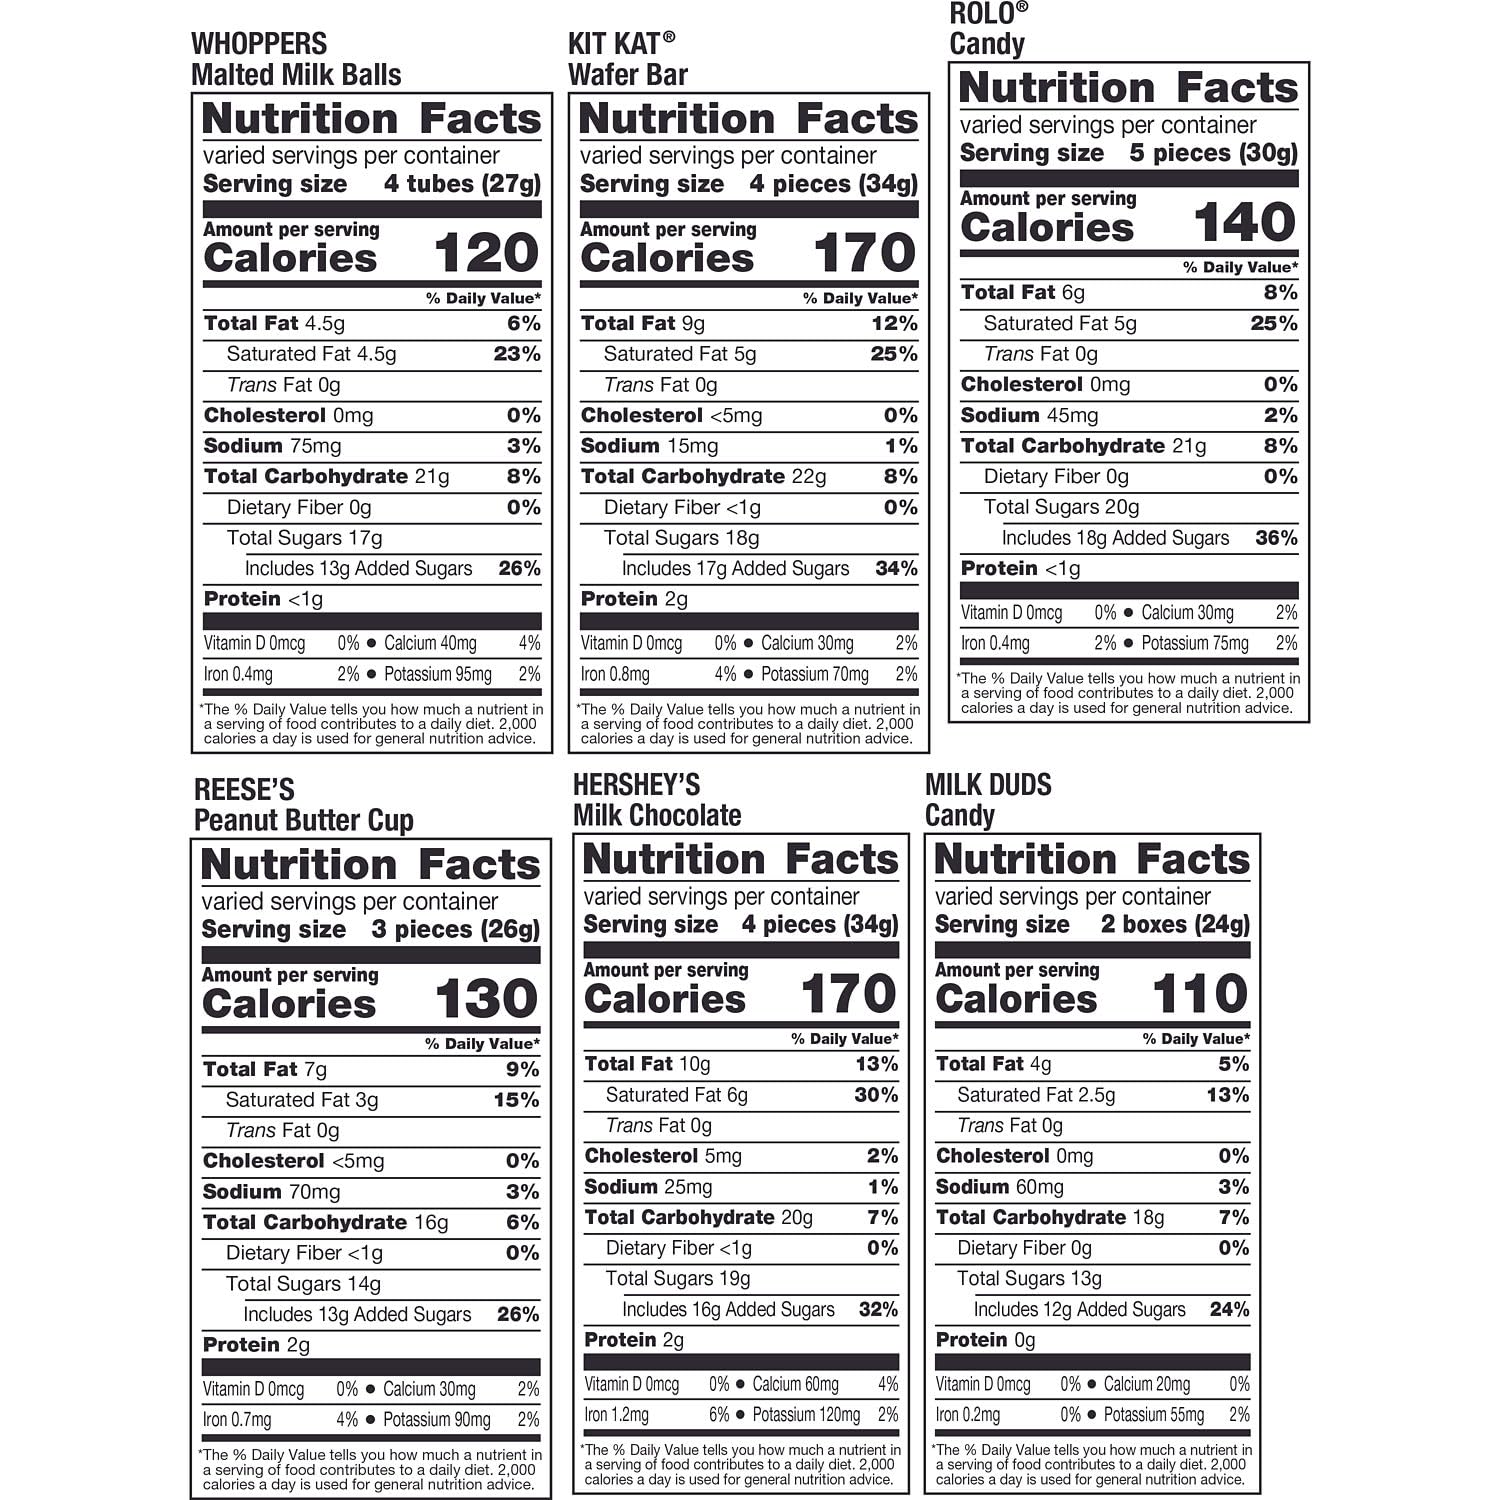 WHOPPERS
Malted Milk Balls
Nutrition Facts
varied servings per container
Serving size 4 tubes (27g)
Amount per serving
Calories 120
% Daily Value*
Total Fat 4.5g 6%
Saturated Fat 4.5g 23%
Trans Fat 0g
Cholesterol 0mg 0%
Sodium 75mg 3%
Total Carbohydrate 21g 8%
Dietary Fiber 0g 0%
Total Sugars 17g
Includes 13g Added Sugars 26%
Protein <1g
Vitamin D 0mcg 0% ● Calcium 40mg 4%
Iron 0.4mg 2% ● Potassium 95mg 2%
*The % Daily Value tells you how much a nutrient in
a serving of food contributes to a daily diet. 2,000
calories a day is used for general nutrition advice.
KIT KAT®
Wafer Bar
Nutrition Facts
varied servings per container
Serving size 4 pieces (34g)
Amount per serving
Calories 170
% Daily Value*
Total Fat 9g 12%
Saturated Fat 5g 25%
Trans Fat 0g
Cholesterol <5mg 0%
Sodium 15mg 1%
Total Carbohydrate 22g 8%
Dietary Fiber <1g 0%
Total Sugars 18g
Includes 17g Added Sugars 34%
Protein 2g
Vitamin D 0mcg 0% ● Calcium 30mg 2%
Iron 0.8mg 4% ● Potassium 70mg 2%
*The % Daily Value tells you how much a nutrient in
a serving of food contributes to a daily diet. 2,000
calories a day is used for general nutrition advice.
ROLO®
Candy
Nutrition Facts
varied servings per container
Serving size 5 pieces (30g)
Amount per serving
Calories 140
% Daily Value*
Total Fat 6g 8%
Saturated Fat 5g 25%
Trans Fat 0g
Cholesterol 0mg 0%
Sodium 45mg 2%
Total Carbohydrate 21g 8%
Dietary Fiber 0g 0%
Total Sugars 20g
Includes 18g Added Sugars 36%
Protein <1g
Vitamin D 0mcg 0% ● Calcium 30mg 2%
Iron 0.4mg 2% ● Potassium 75mg 2%
*The % Daily Value tells you how much a nutrient in
a serving of food contributes to a daily diet. 2,000
calories a day is used for general nutrition advice.
REESE'S
Peanut Butter Cup
Nutrition Facts
varied servings per container
Serving size 3 pieces (26g)
Amount per serving
Calories 130
% Daily Value*
Total Fat 7g 9%
Saturated Fat 3g 15%
Trans Fat 0g
Cholesterol <5mg 0%
Sodium 70mg 3%
Total Carbohydrate 16g 6%
Dietary Fiber <1g 0%
Total Sugars 14g
Includes 13g Added Sugars 26%
Protein 2g
Vitamin D 0mcg 0% ● Calcium 30mg 2%
Iron 0.7mg 4% ● Potassium 90mg 2%
*The % Daily Value tells you how much a nutrient in
a serving of food contributes to a daily diet. 2,000
calories a day is used for general nutrition advice.
HERSHEY'S
Milk Chocolate
Nutrition Facts
varied servings per container
Serving size 4 pieces (34g)
Amount per serving
Calories 170
% Daily Value*
Total Fat 10g 13%
Saturated Fat 6g 30%
Trans Fat 0g
Cholesterol 5mg 2%
Sodium 25mg 1%
Total Carbohydrate 20g 7%
Dietary Fiber <1g 0%
Total Sugars 19g
Includes 16g Added Sugars 32%
Protein 2g
Vitamin D 0mcg 0% ● Calcium 60mg 4%
Iron 1.2mg 6% ● Potassium 120mg 2%
*The % Daily Value tells you how much a nutrient in
a serving of food contributes to a daily diet. 2,000
calories a day is used for general nutrition advice.
MILK DUDS
Candy
Nutrition Facts
varied servings per container
Serving size 2 boxes (24g)
Amount per serving
Calories 110
% Daily Value*
Total Fat 4g 5%
Saturated Fat 2.5g 13%
Trans Fat 0g
Cholesterol 0mg 0%
Sodium 60mg 3%
Total Carbohydrate 18g 7%
Dietary Fiber 0g 0%
Total Sugars 13g
Includes 12g Added Sugars 24%
Protein 0g
Vitamin D 0mcg 0% ● Calcium 20mg 0%
Iron 0.2mg 0% ● Potassium 55mg 2%
*The % Daily Value tells you how much a nutrient in
a serving of food contributes to a daily diet. 2,000
calories a day is used for general nutrition advice.